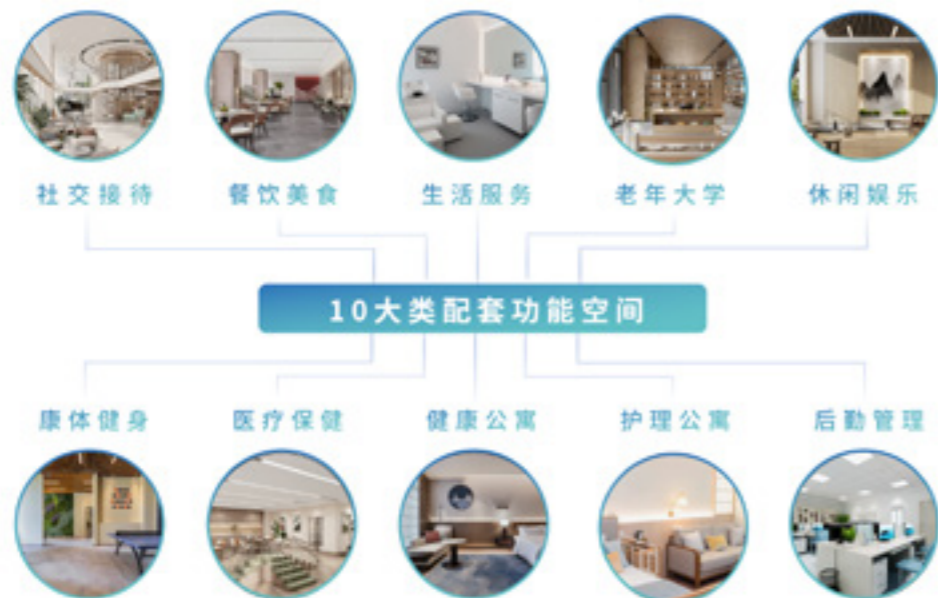 社交接待
餐饮美食
生活服务
老年大学
休闲娱乐
10大类配套功能空间
康体健身
医疗保健
健康公寓
护理公寓
后勤管理